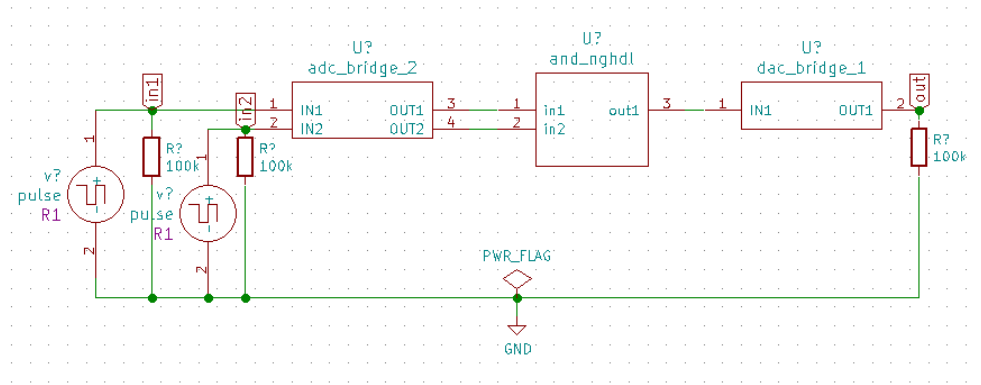 U?
adc_bridge_2
U?
and_nghdl
U?
dac_bridge_1
in1
in2
out
1
IN1
OUT1
3
2
IN2
OUT2
4
1
in1
out1
3
2
in2
1
IN1
OUT1
2
R?
100k
R?
100k
R?
100k
1
v?
pulse
R1
2
1
v?
pulse
R1
2
PWR_FLAG
GND